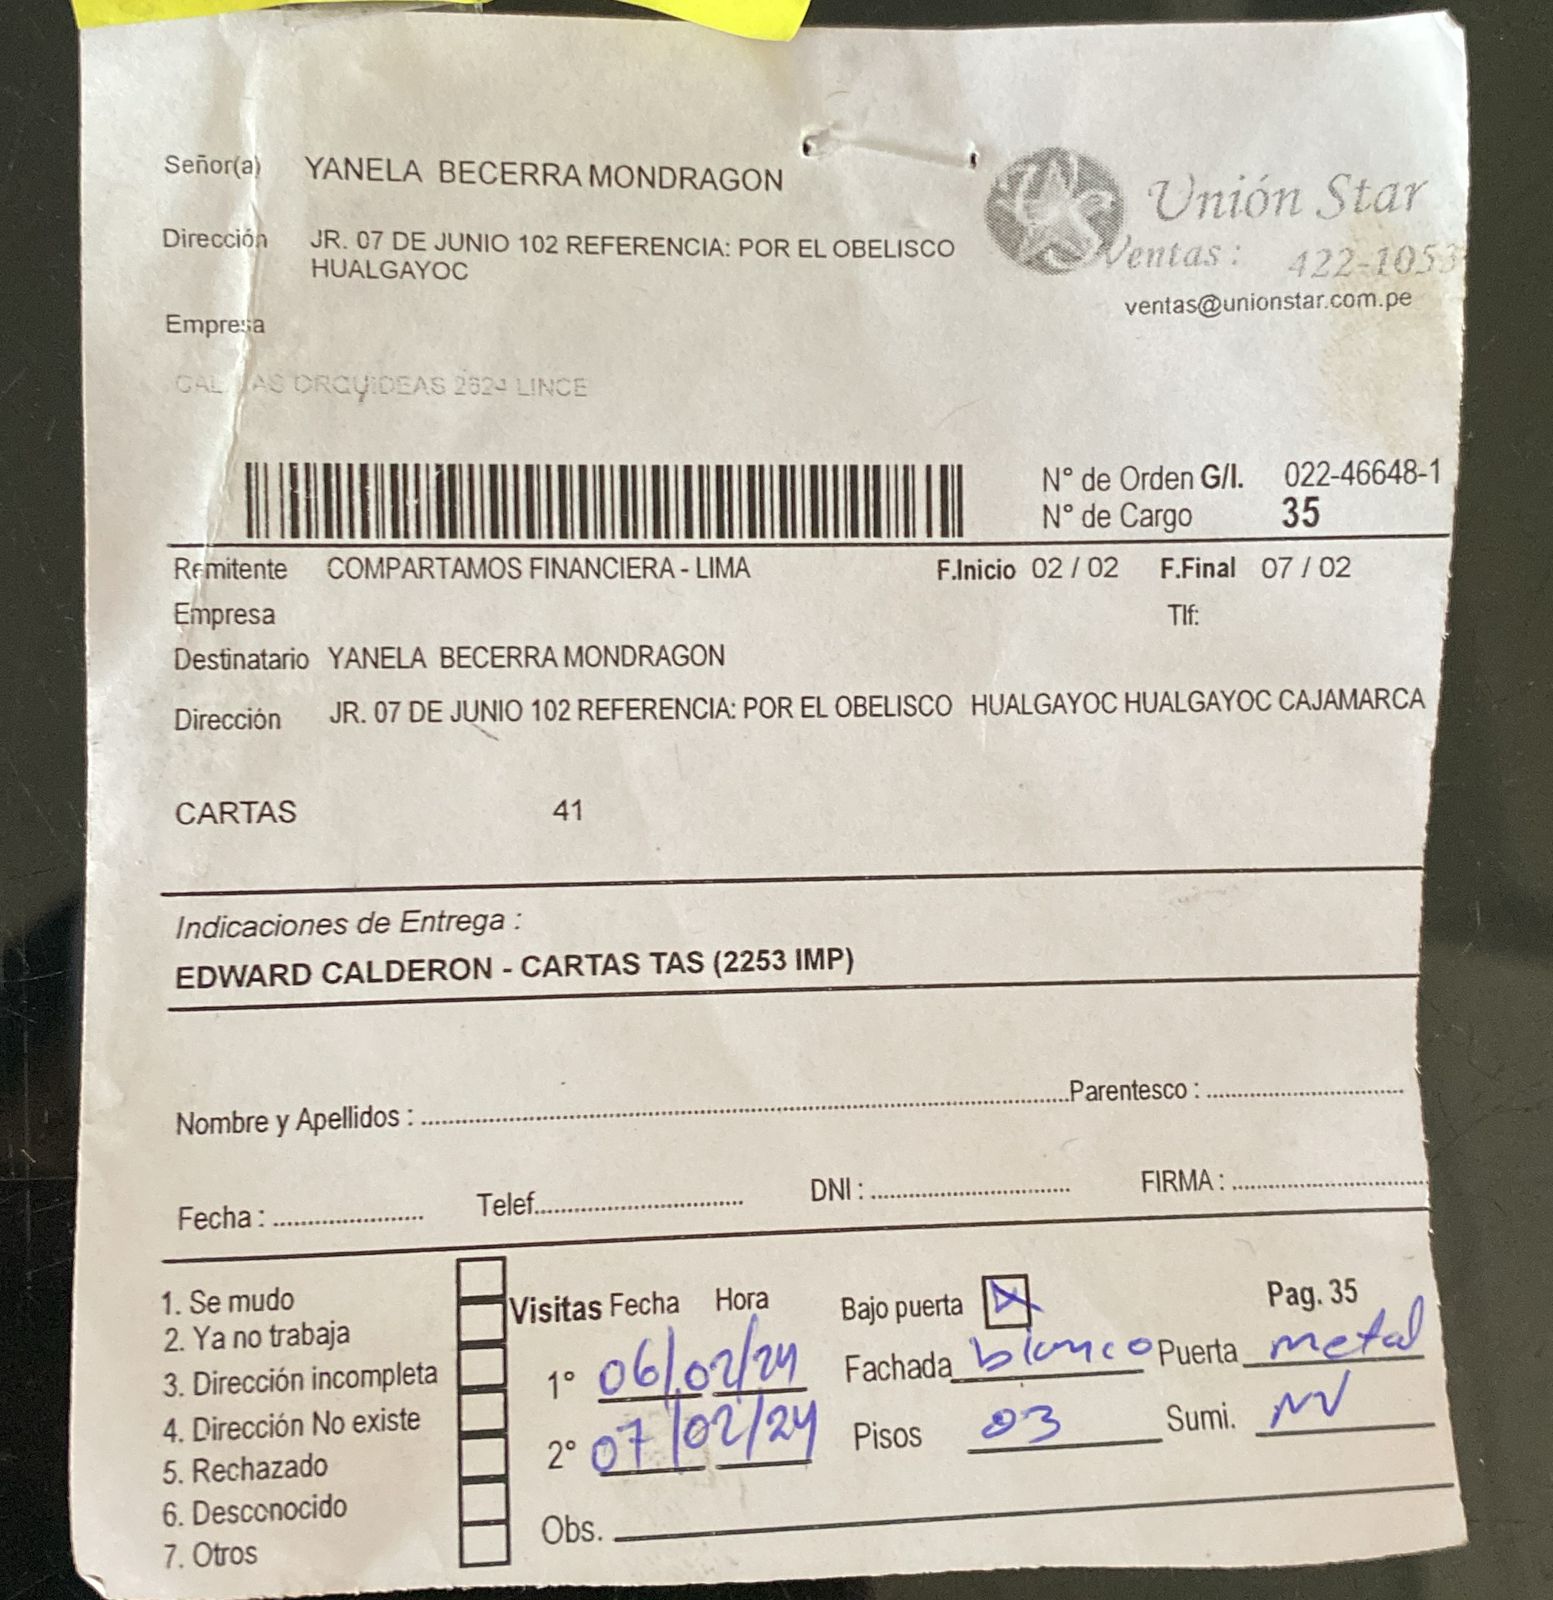 Señor(a) YANELA BECERRA MONDRAGON
Unión Star
Dirección JR. 07 DE JUNIO 102 REFERENCIA: POR EL OBELISCO
HUALGAYOC
Ventas: 422-1053
ventas@unionstar.com.pe
Empresa
ORQUIDEAS 2624 LINCE
N° de Orden G/I. 022-46648-1
N° de Cargo 35
Remitente COMPARTAMOS FINANCIERA - LIMA F.Inicio 02 / 02 F.Final 07 / 02
Empresa Tlf:
Destinatario YANELA BECERRA MONDRAGON
Dirección JR. 07 DE JUNIO 102 REFERENCIA: POR EL OBELISCO HUALGAYOC HUALGAYOC CAJAMARCA
CARTAS 41
Indicaciones de Entrega :
EDWARD CALDERON - CARTAS TAS (2253 IMP)
Nombre y Apellidos : Parentesco :
Fecha : Telef. DNI : FIRMA :
1. Se mudo
2. Ya no trabaja
3. Dirección incompleta
4. Dirección No existe
5. Rechazado
6. Desconocido
7. Otros
Visitas Fecha Hora Bajo puerta Pag. 35
1° 06/02/24 Fachada blanco Puerta metal
2° 07/02/24 Pisos 03 Sumi. NV
Obs.